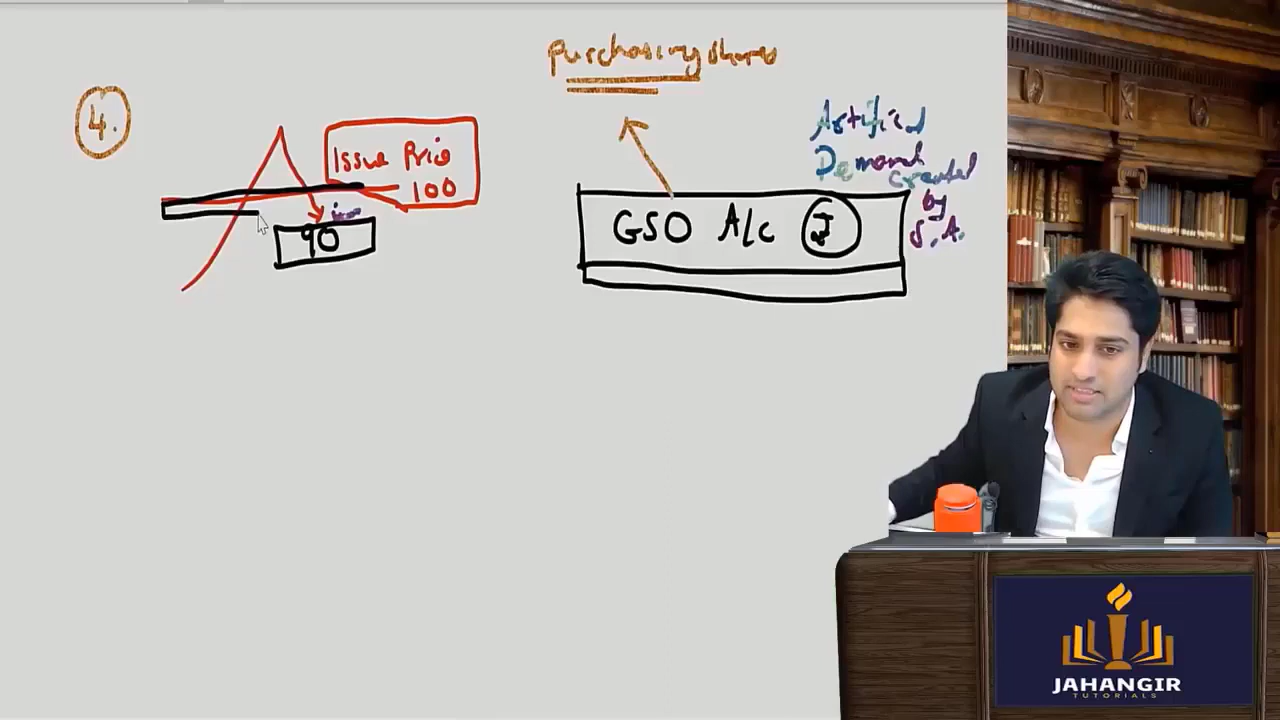 4.
Purchasing shares
Issue Price
100
90
GSO A/c
Artificial
Demand
created
by
S.A.
JAHANGIR
TUTORIALS